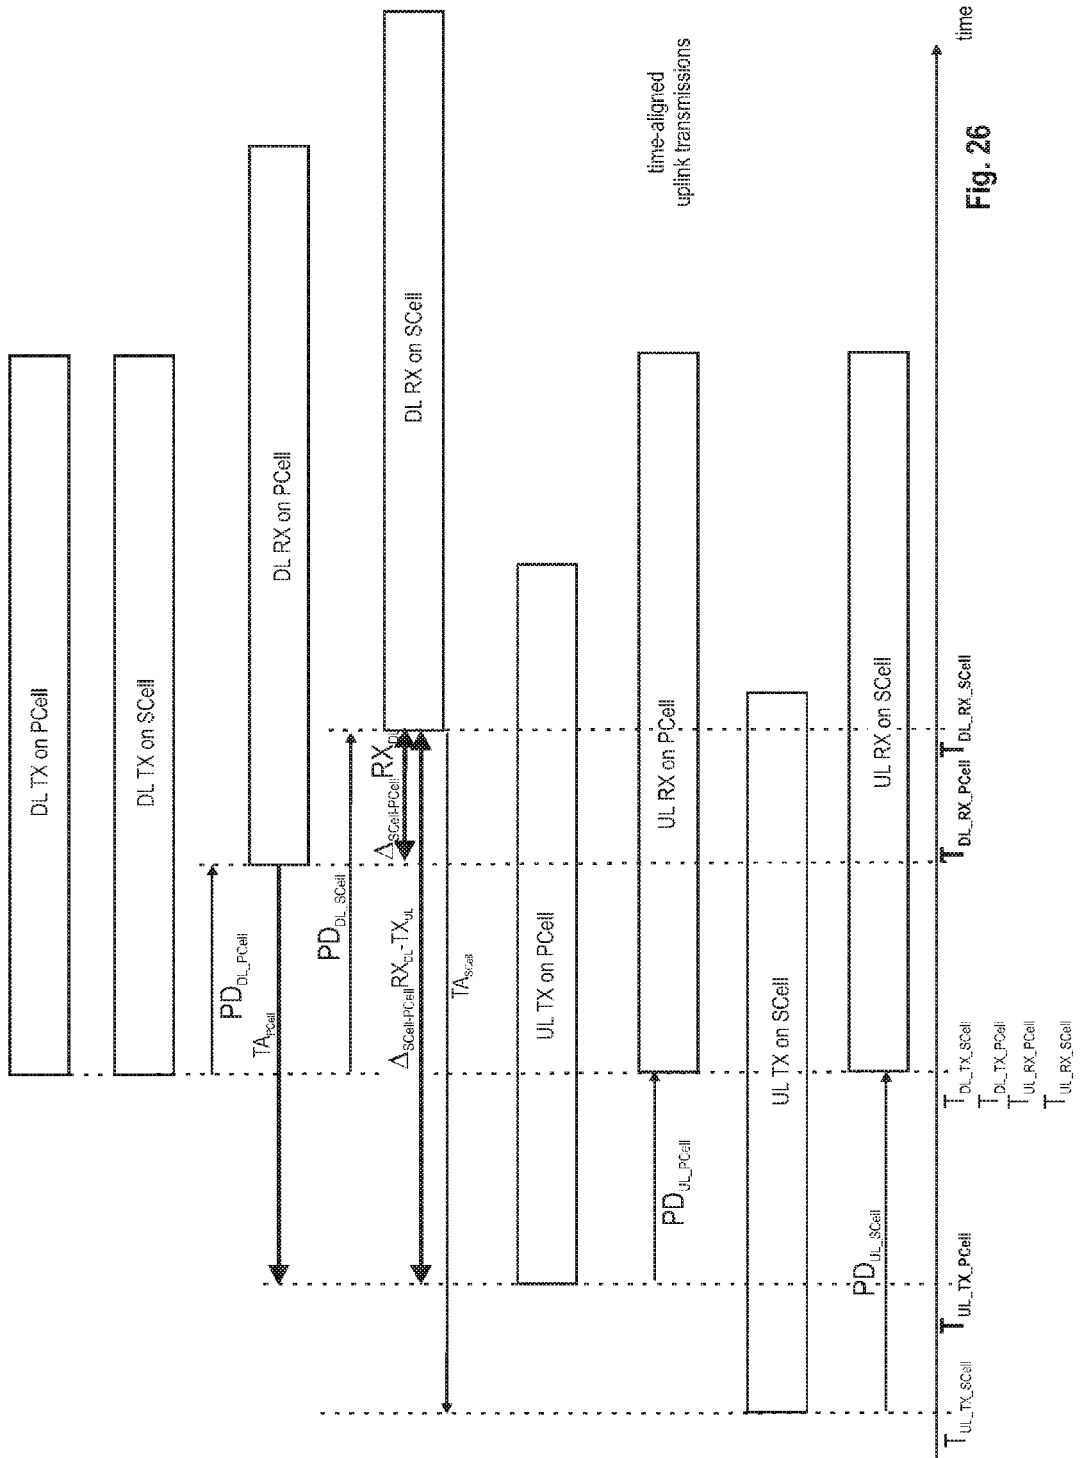 DL TX on PCell
DL TX on SCell
PD_DL_PCell
TA_PCell
DL RX on PCell
PD_DL_SCell
Δ_SCell-PCell RX_DL
DL RX on SCell
Δ_SCell-PCell RX_DL-TX_UL
TA_SCell
UL TX on PCell
PD_UL_PCell
UL RX on PCell
time-aligned
uplink transmissions
UL TX on SCell
PD_UL_SCell
UL RX on SCell
T_UL_TX_SCell
T_UL_TX_PCell
T_DL_TX_SCell
T_DL_TX_PCell
T_UL_RX_PCell
T_UL_RX_SCell
T_DL_RX_PCell
T_DL_RX_SCell
time
Fig. 26